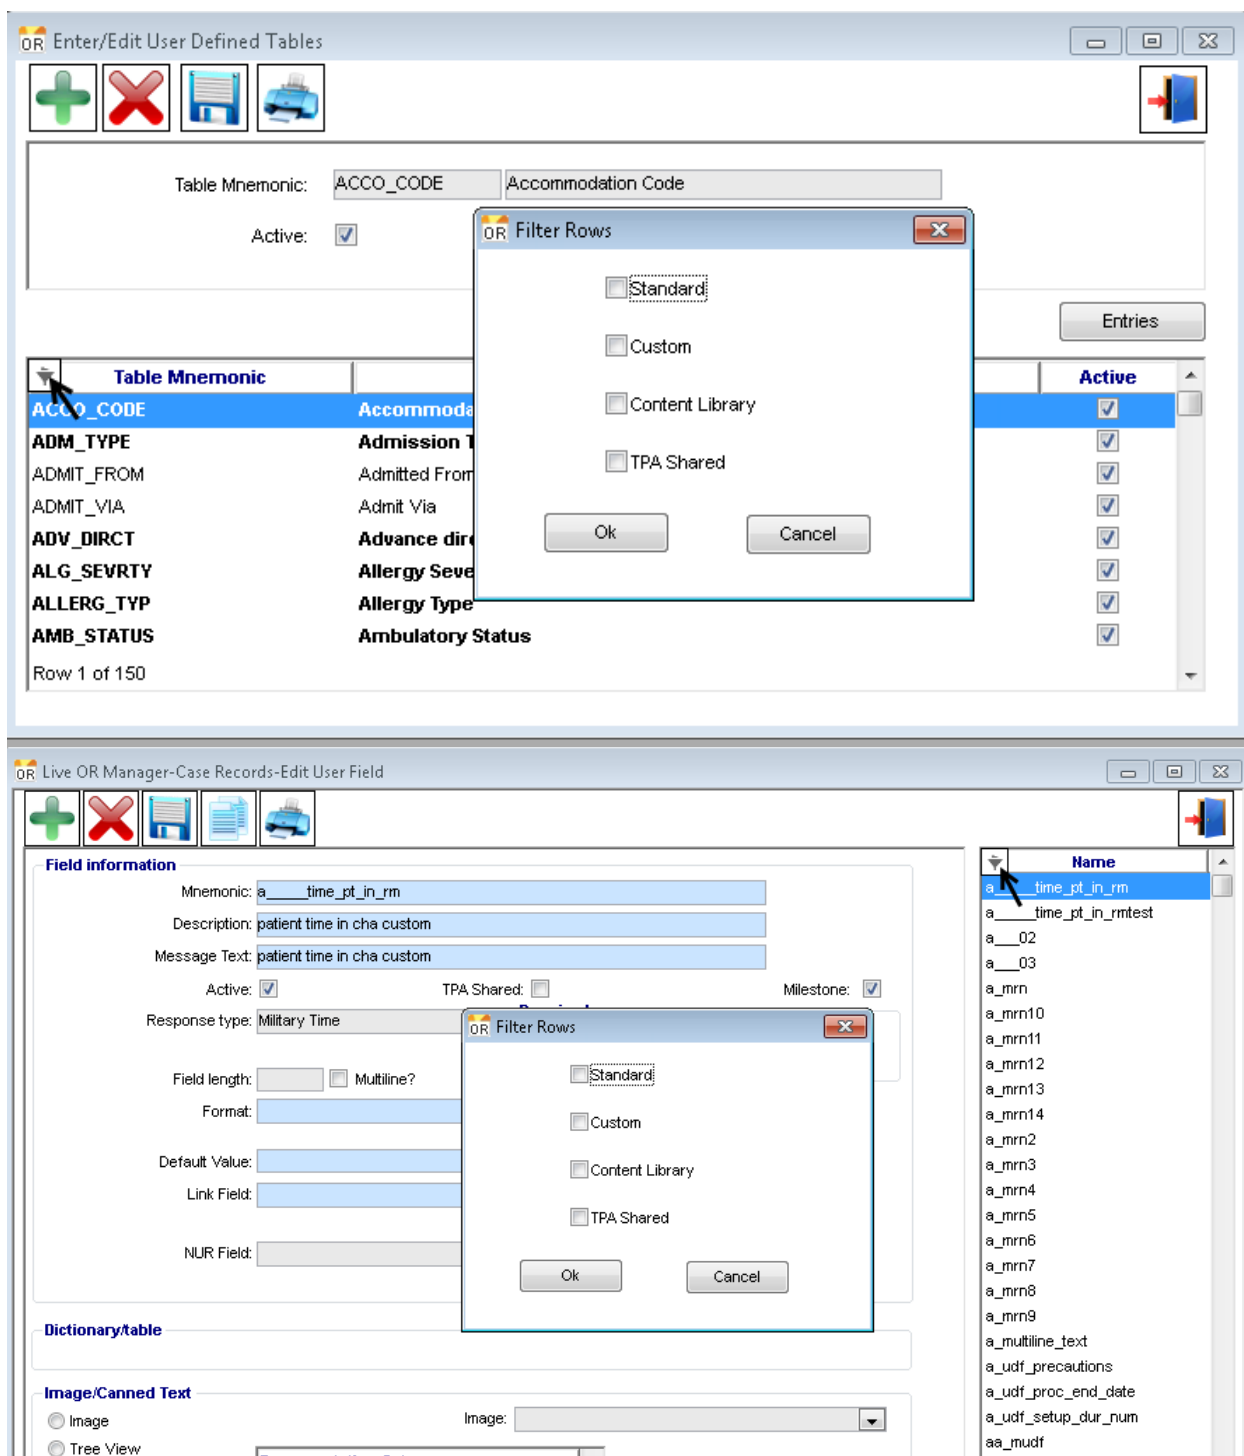 OR Enter/Edit User Defined Tables
Table Mnemonic: ACCO_CODE Accommodation Code
Active:
OR Filter Rows
Standard
Custom
Content Library
TPA Shared
Ok Cancel
Entries
Table Mnemonic Active
ACCO_CODE Accommoda
ADM_TYPE Admission T
ADMIT_FROM Admitted From
ADMIT_VIA Admit Via
ADV_DIRCT Advance dire
ALG_SEVRTY Allergy Seve
ALLERG_TYP Allergy Type
AMB_STATUS Ambulatory Status
Row 1 of 150
OR Live OR Manager-Case Records-Edit User Field
Field information
Mnemonic: a_____time_pt_in_rm
Description: patient time in cha custom
Message Text: patient time in cha custom
Active: TPA Shared: Milestone:
Response type: Military Time
Field length: Multiline?
Format:
Default Value:
Link Field:
NUR Field:
OR Filter Rows
Standard
Custom
Content Library
TPA Shared
Ok Cancel
Dictionary/table
Image/Canned Text
Image Image:
Tree View
Name
a_____time_pt_in_rm
a_____time_pt_in_rmtest
a___02
a___03
a_mrn
a_mrn10
a_mrn11
a_mrn12
a_mrn13
a_mrn14
a_mrn2
a_mrn3
a_mrn4
a_mrn5
a_mrn6
a_mrn7
a_mrn8
a_mrn9
a_multiline_text
a_udf_precautions
a_udf_proc_end_date
a_udf_setup_dur_num
aa_mudf